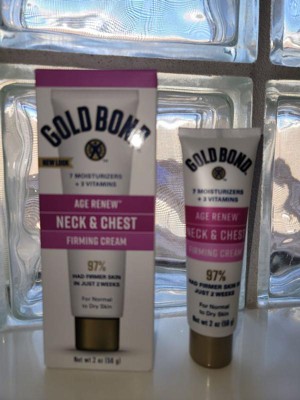 GOLD BOND
NEW LOOK
7 MOISTURIZERS
+ 3 VITAMINS
AGE RENEW™
NECK & CHEST
FIRMING CREAM
97%
HAD FIRMER SKIN
IN JUST 2 WEEKS
For Normal
to Dry Skin
Net wt 2 oz (56 g)
GOLD BOND.
7 MOISTURIZERS
+ 3 VITAMINS
AGE RENEW™
NECK & CHEST
FIRMING CREAM
97%
HAD FIRMER SKIN
IN JUST 2 WEEKS
For Normal
to Dry Skin
Net wt 2 oz (56 g)